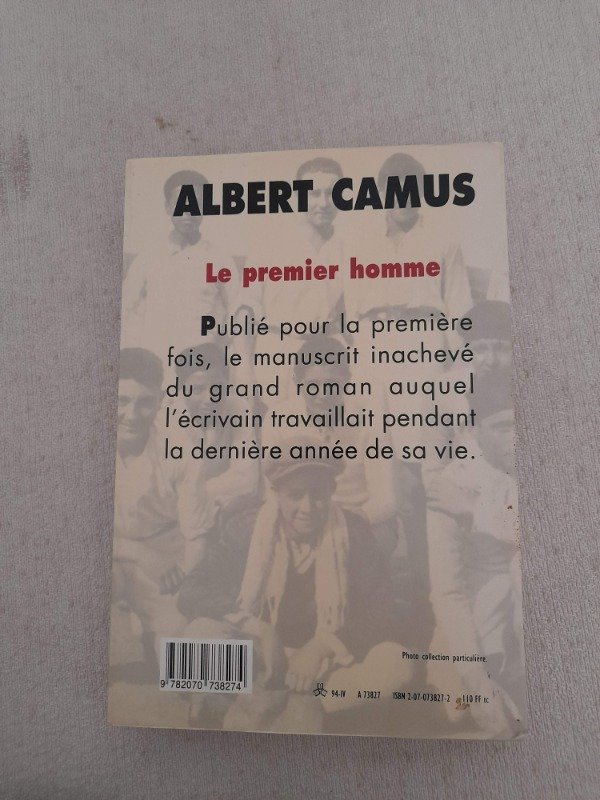 ALBERT CAMUS
Le premier homme
Publié pour la première
fois, le manuscrit inachevé
du grand roman auquel
l'écrivain travaillait pendant
la dernière année de sa vie.
Photo collection particulière.
9 782070 738274
94-IV A 73827 ISBN 2-07-073827-2 110 FF tc